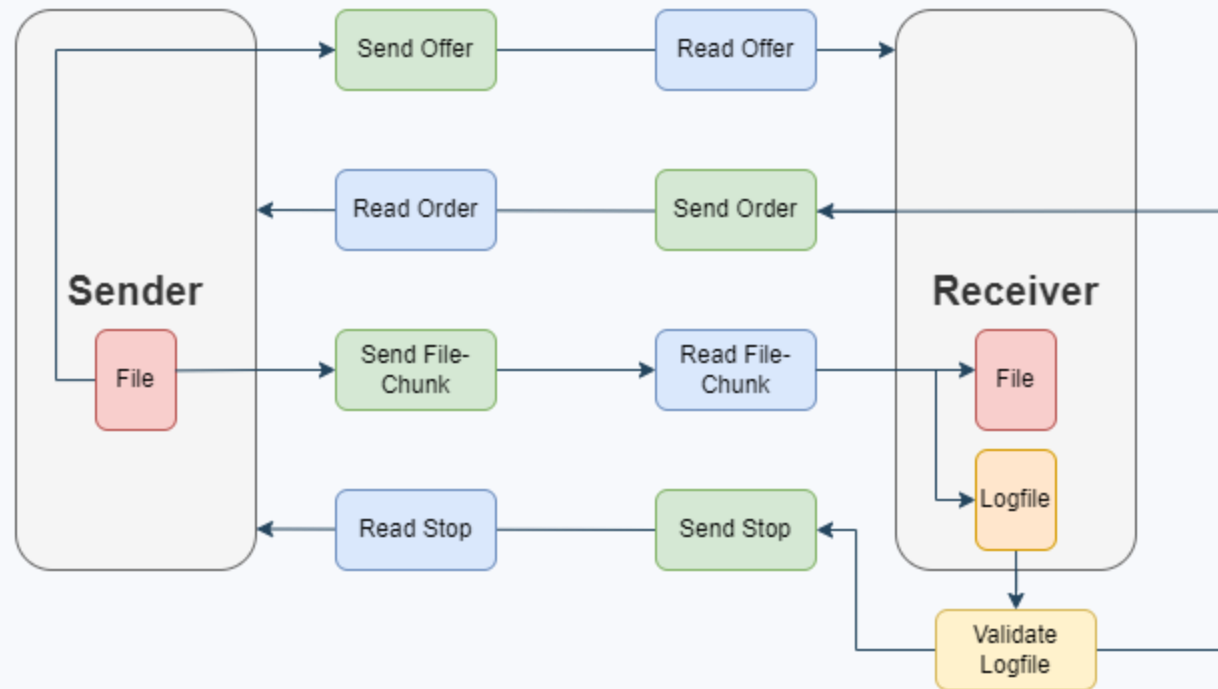 Send Offer
Read Offer
Read Order
Send Order
Sender
Receiver
File
Send File-
Chunk
Read File-
Chunk
File
Logfile
Read Stop
Send Stop
Validate
Logfile